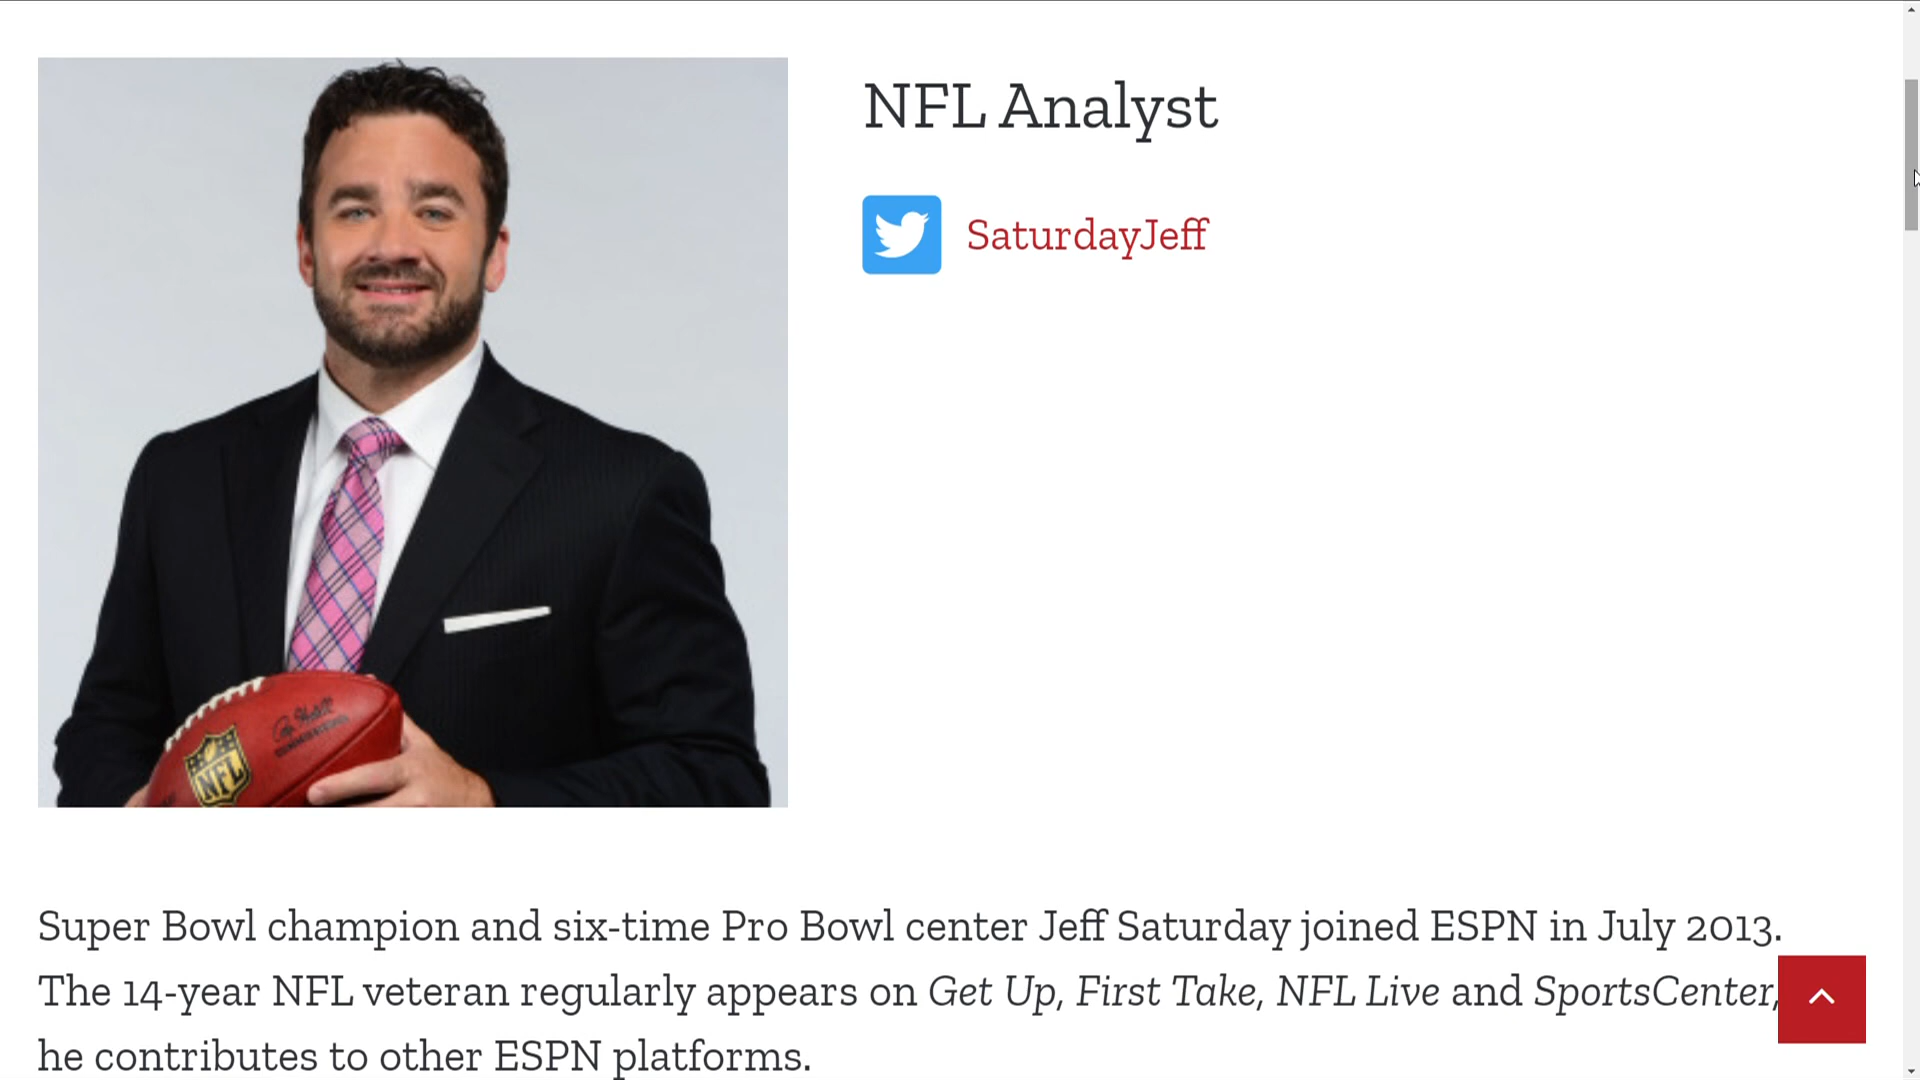 NFL Analyst
SaturdayJeff
NFL
Super Bowl champion and six-time Pro Bowl center Jeff Saturday joined ESPN in July 2013.
The 14-year NFL veteran regularly appears on Get Up, First Take, NFL Live and SportsCenter,
he contributes to other ESPN platforms.